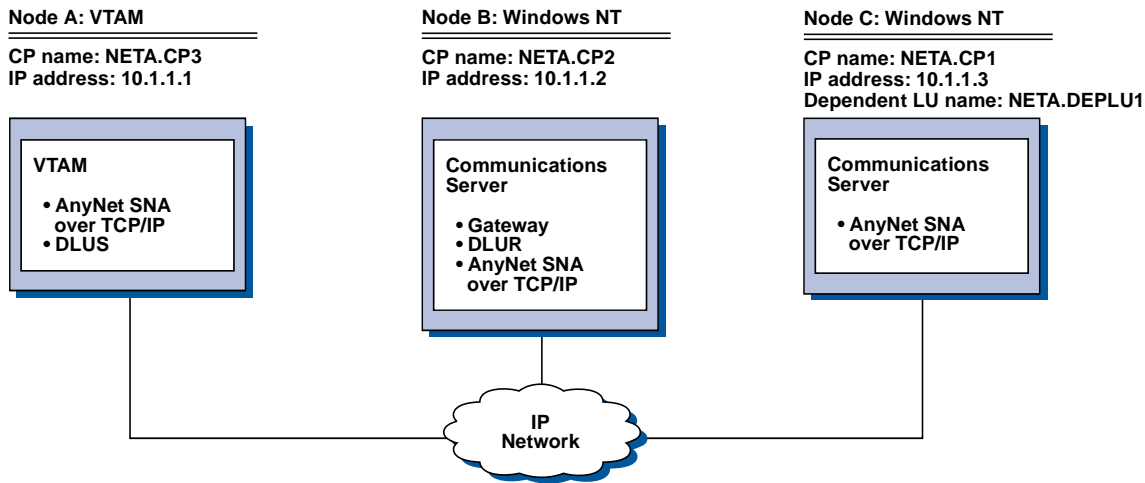 Node A: VTAM
CP name: NETA.CP3
IP address: 10.1.1.1
VTAM
• AnyNet SNA
over TCP/IP
• DLUS
Node B: Windows NT
CP name: NETA.CP2
IP address: 10.1.1.2
Communications
Server
• Gateway
• DLUR
• AnyNet SNA
over TCP/IP
Node C: Windows NT
CP name: NETA.CP1
IP address: 10.1.1.3
Dependent LU name: NETA.DEPLU1
Communications
Server
• AnyNet SNA
over TCP/IP
IP
Network